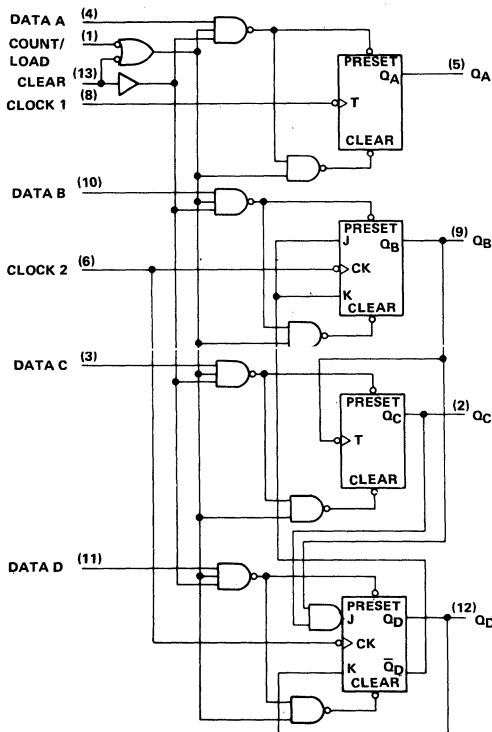 DATA A (4)
COUNT/ (1)
LOAD
CLEAR (13)
CLOCK 1 (8)
PRESET
QA (5) QA
T
CLEAR
DATA B (10)
PRESET
J QB (9) QB
CLOCK 2 (6)
CK
K
CLEAR
DATA C (3)
PRESET
QC (2) QC
T
CLEAR
DATA D (11)
PRESET
J QD (12) QD
CK
K Q̅D
CLEAR